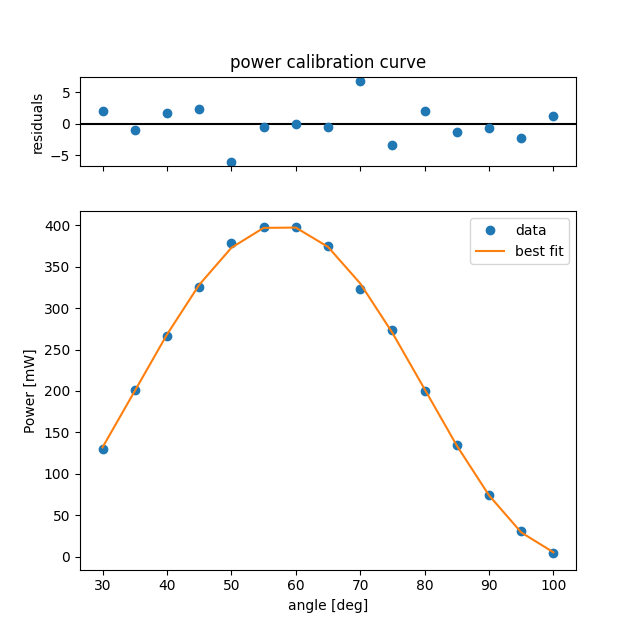 power calibration curve
residuals
5
0
−5
Power [mW]
400
350
300
250
200
150
100
50
0
data
best fit
30 40 50 60 70 80 90 100
angle [deg]